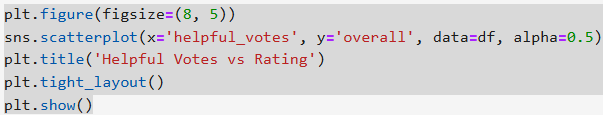 plt.figure(figsize=(8, 5))
sns.scatterplot(x='helpful_votes', y='overall', data=df, alpha=0.5)
plt.title('Helpful Votes vs Rating')
plt.tight_layout()
plt.show()